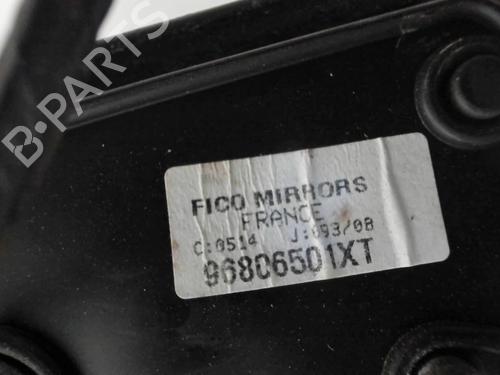 B-PARTS
FICO MIRRORS
FRANCE
C:0514 J:093/08
96806501XT